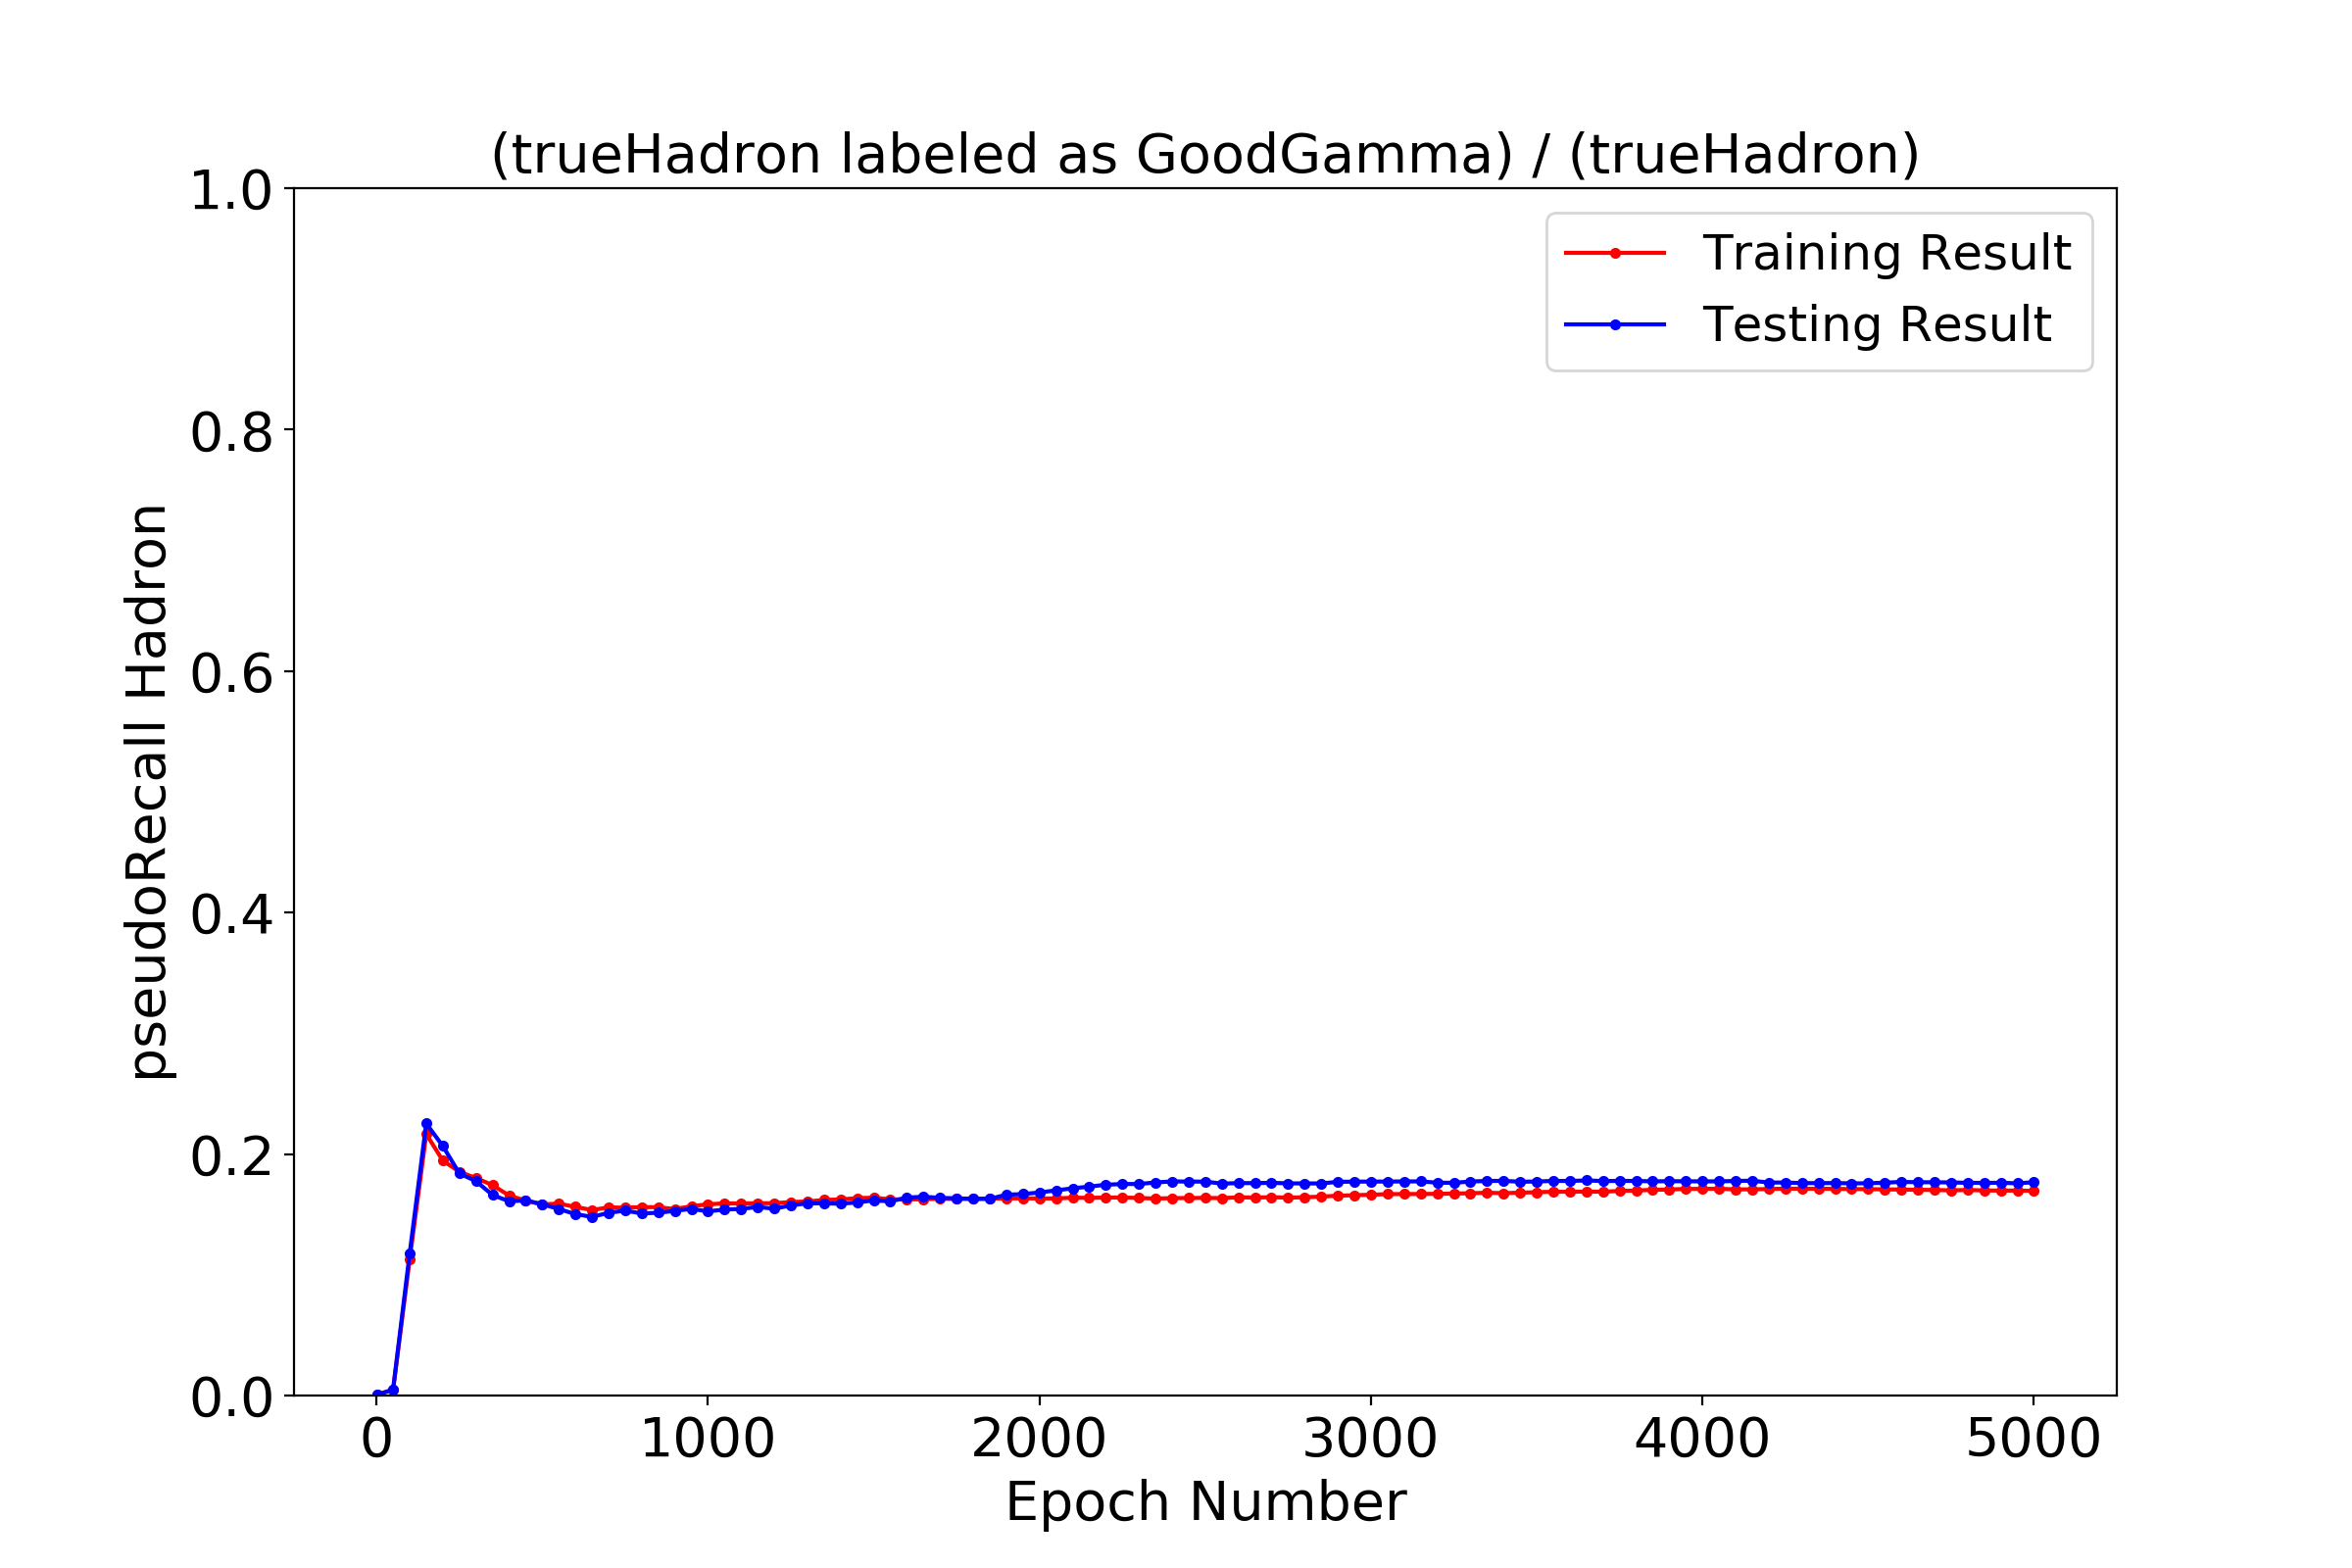 (trueHadron labeled as GoodGamma) / (trueHadron)
1.0
0.8
0.6
0.4
0.2
0.0
pseudoRecall Hadron
Training Result
Testing Result
0 1000 2000 3000 4000 5000
Epoch Number